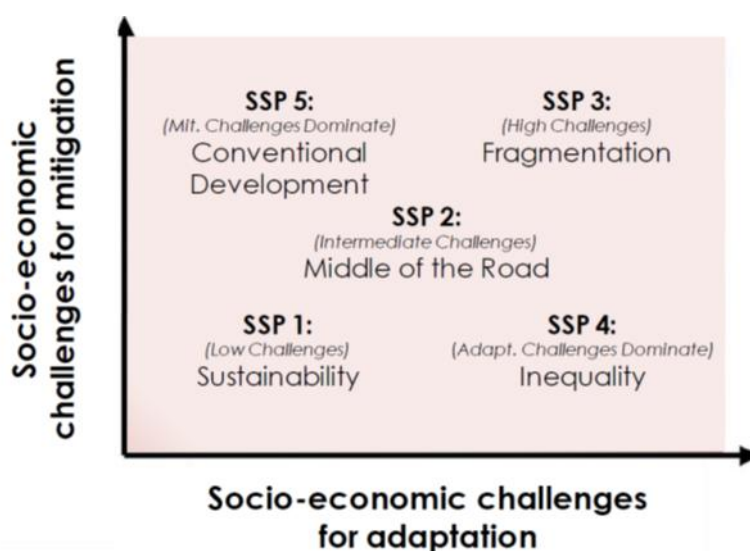 Socio-economic
challenges for mitigation
SSP 5:
(Mit. Challenges Dominate)
Conventional
Development
SSP 3:
(High Challenges)
Fragmentation
SSP 2:
(Intermediate Challenges)
Middle of the Road
SSP 1:
(Low Challenges)
Sustainability
SSP 4:
(Adapt. Challenges Dominate)
Inequality
Socio-economic challenges
for adaptation